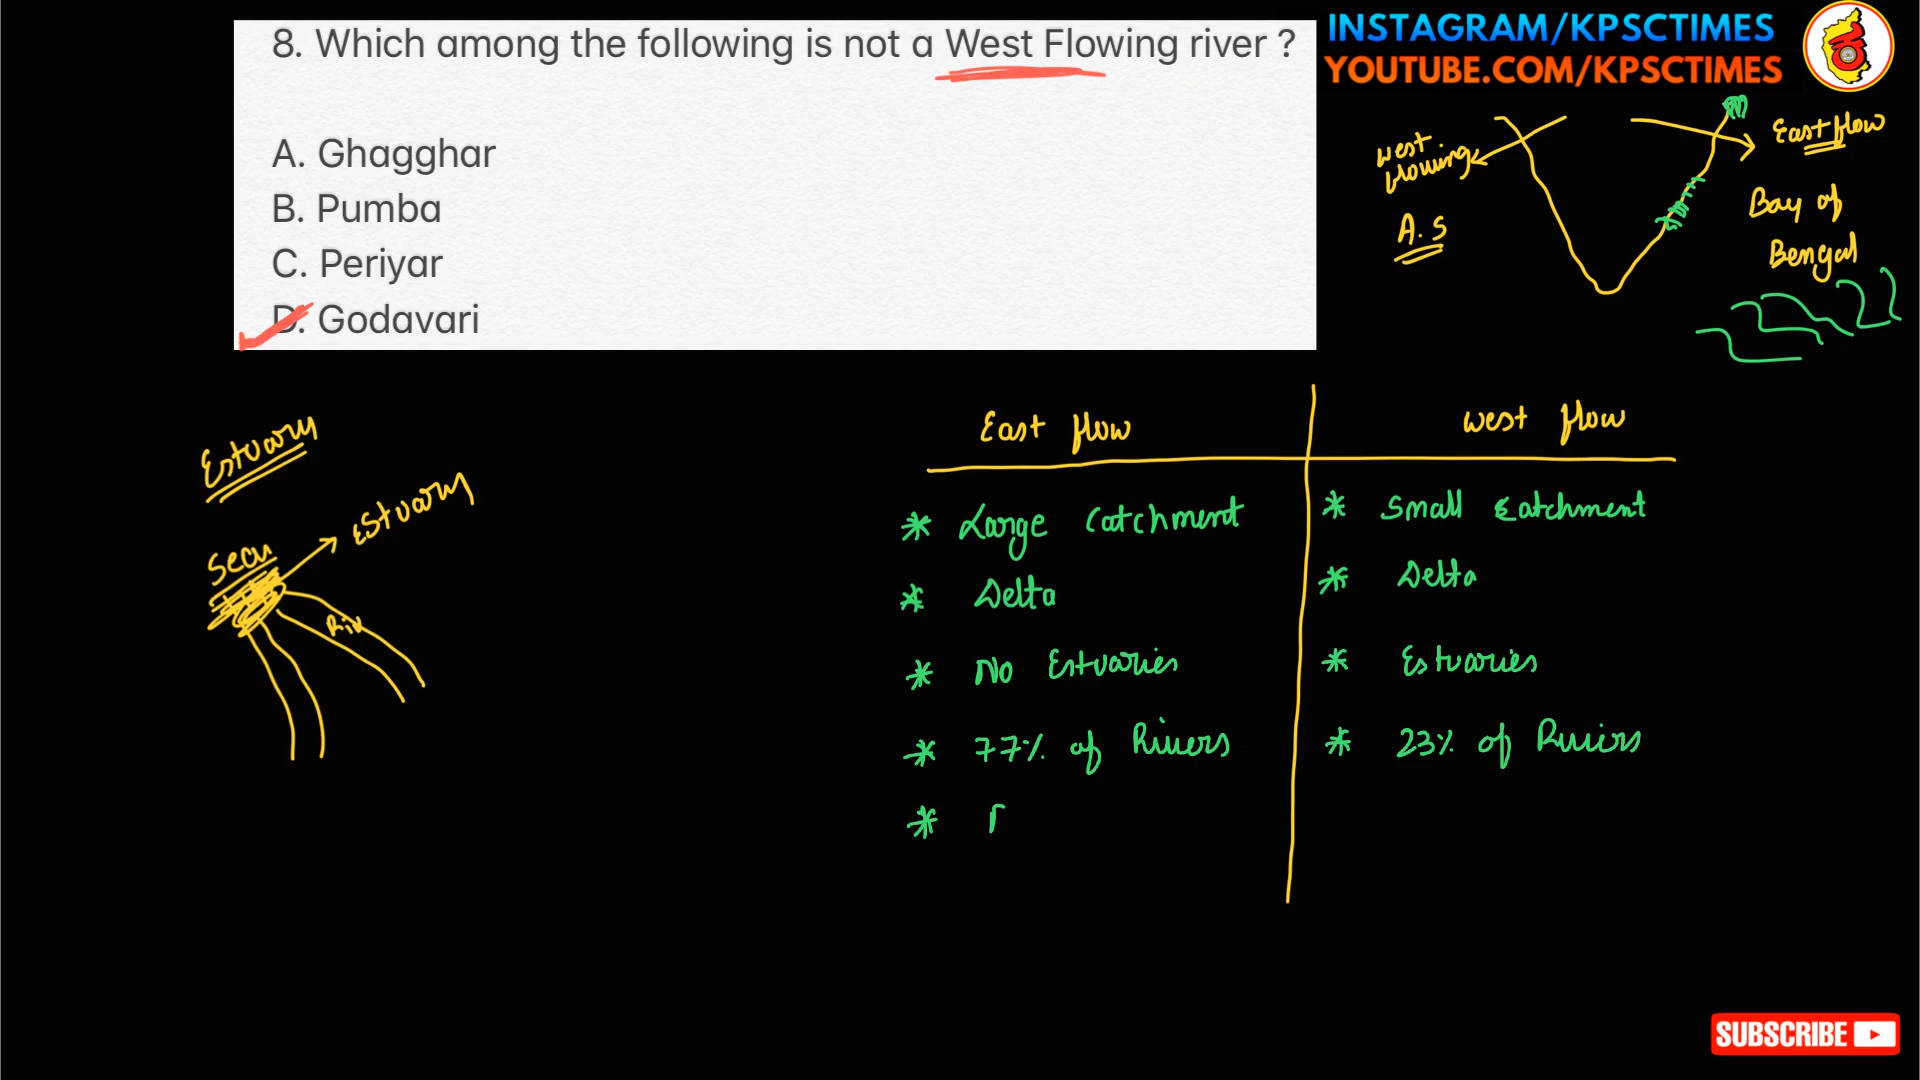 8. Which among the following is not a West Flowing river ?
A. Ghagghar
B. Pumba
C. Periyar
D. Godavari
INSTAGRAM/KPSCTIMES
YOUTUBE.COM/KPSCTIMES
West
flowing
A.S
East flow
Bay of
Bengal
Estuary
Sea
Estuary
Riv
East flow
West flow
* Large Catchment
* Small Catchment
* Delta
* Delta
* No Estuaries
* Estuaries
* 77% of Rivers
* 23% of Rivers
*
SUBSCRIBE